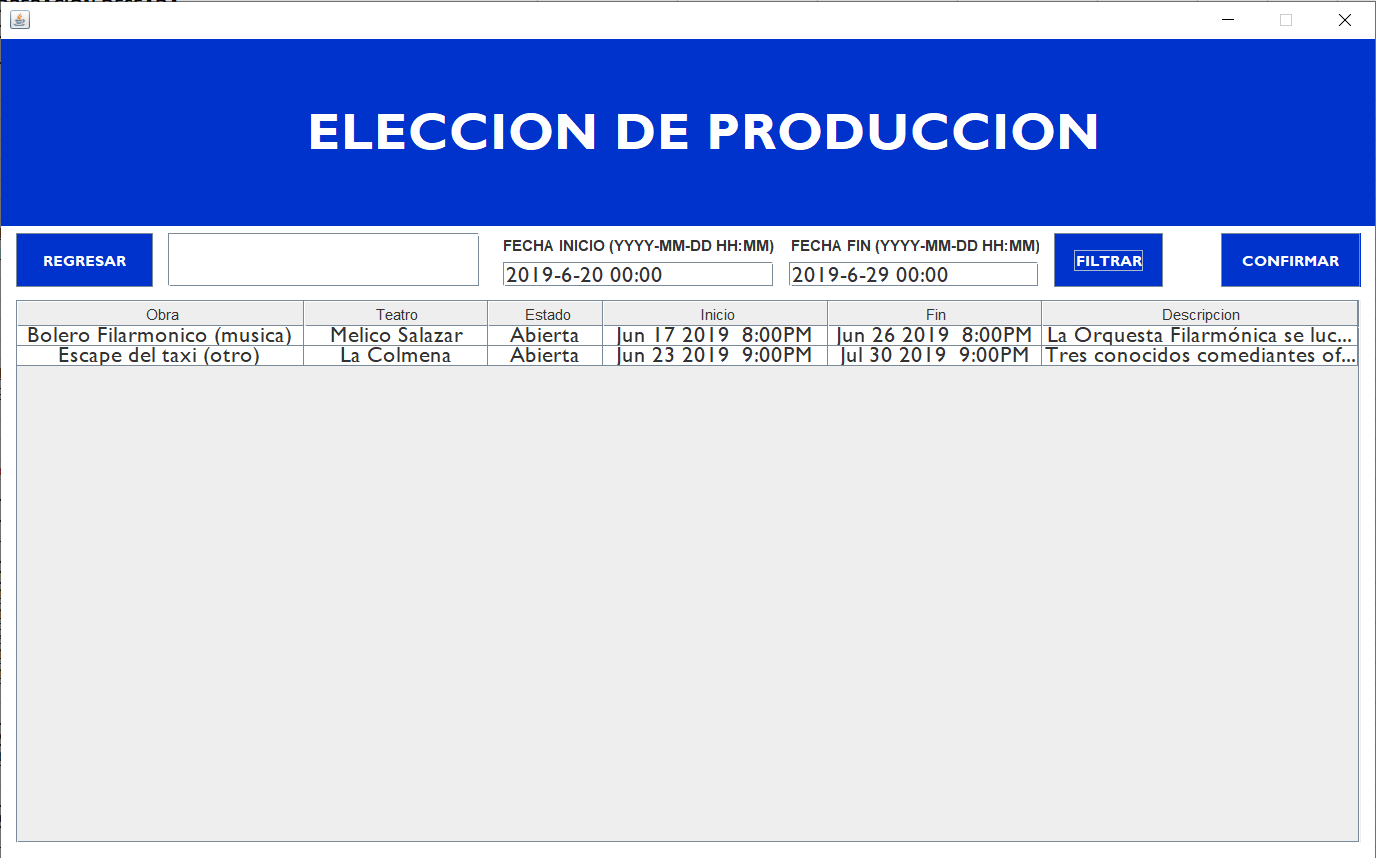 ELECCION DE PRODUCCION
REGRESAR
FECHA INICIO (YYYY-MM-DD HH:MM) FECHA FIN (YYYY-MM-DD HH:MM)
2019-6-20 00:00 2019-6-29 00:00
FILTRAR
CONFIRMAR
Obra Teatro Estado Inicio Fin Descripcion
Bolero Filarmonico (musica) Melico Salazar Abierta Jun 17 2019 8:00PM Jun 26 2019 8:00PM La Orquesta Filarmónica se luc...
Escape del taxi (otro) La Colmena Abierta Jun 23 2019 9:00PM Jul 30 2019 9:00PM Tres conocidos comediantes of...